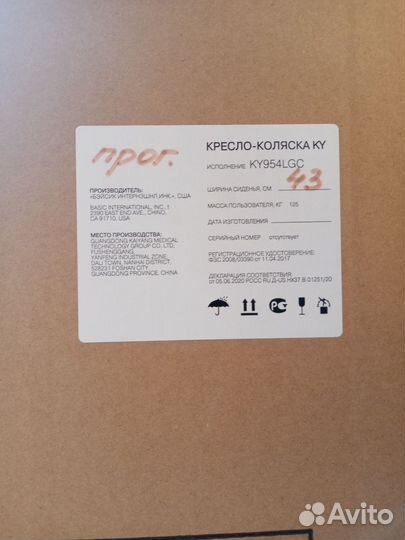 прог.
ПРОИЗВОДИТЕЛЬ:
«БЭЙСИК ИНТЕРНЭШНЛ, ИНК.», США
BASIC INTERNATIONAL, INC. 1
2390 EAST END AVE., CHINO,
CA 91710, USA
МЕСТО ПРОИЗВОДСТВА:
GUANGDONG KAIYANG MEDICAL
TECHNOLOGY GROUP CO LTD.
FUSHENGGANG,
YANFENG INDUSTRIAL ZONE,
DALI TOWN, NANHAI DISTRICT,
528231 FOSHAN CITY,
GUANGDONG PROVINCE, CHINA
КРЕСЛО-КОЛЯСКА KY
ИСПОЛНЕНИЕ KY954LGC
ШИРИНА СИДЕНЬЯ, СМ 43
МАССА ПОЛЬЗОВАТЕЛЯ, КГ 125
ДАТА ИЗГОТОВЛЕНИЯ
СЕРИЙНЫЙ НОМЕР отсутствует
РЕГИСТРАЦИОННОЕ УДОСТОВЕРЕНИЕ:
ФЗС 2008/03990 от 11.04.2017
ДЕКЛАРАЦИЯ СООТВЕТСТВИЯ:
от 05.06.2020 РОСС RU Д-US.НХ37.В.01251/20
Avito